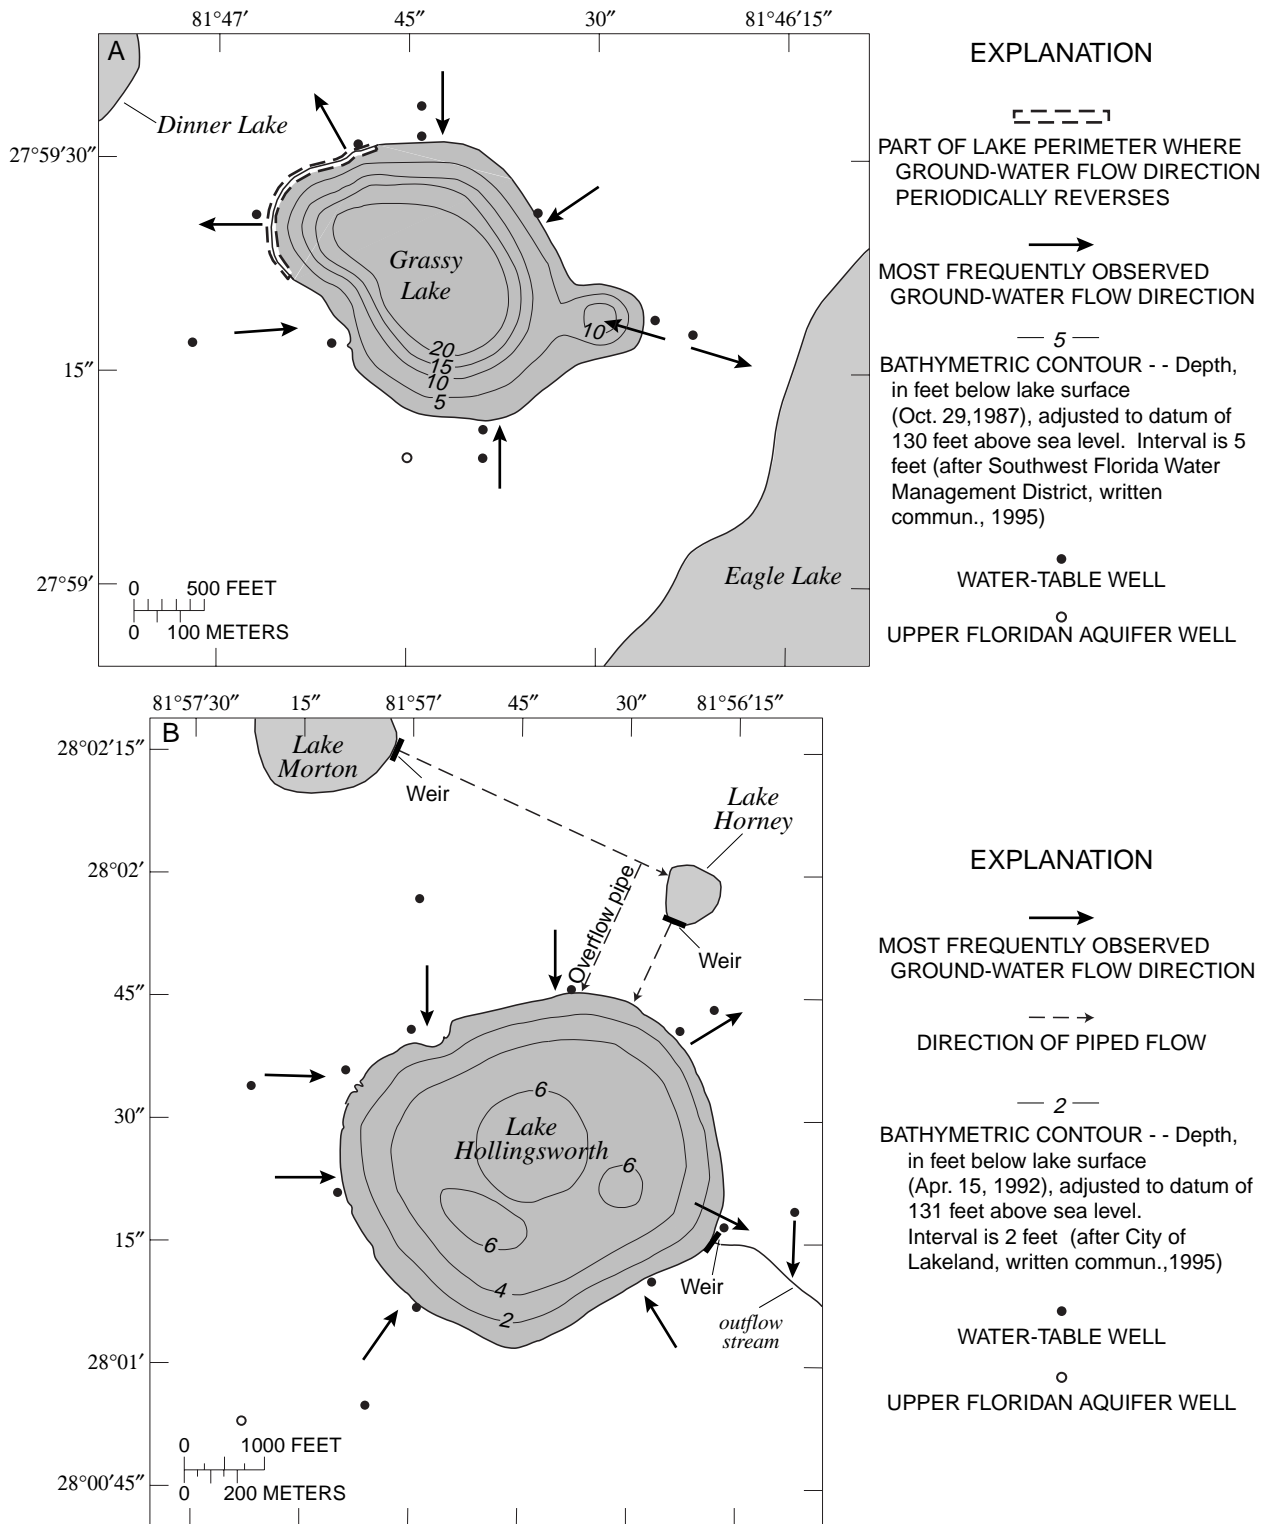 81°47′ 45″ 30″ 81°46′15″
A
Dinner Lake
27°59′30″
Grassy
Lake
10
20
15
10
5
15″
Eagle Lake
27°59′
0 500 FEET
0 100 METERS
EXPLANATION
PART OF LAKE PERIMETER WHERE
GROUND-WATER FLOW DIRECTION
PERIODICALLY REVERSES
MOST FREQUENTLY OBSERVED
GROUND-WATER FLOW DIRECTION
5
BATHYMETRIC CONTOUR - - Depth,
in feet below lake surface
(Oct. 29,1987), adjusted to datum of
130 feet above sea level. Interval is 5
feet (after Southwest Florida Water
Management District, written
commun., 1995)
WATER-TABLE WELL
UPPER FLORIDAN AQUIFER WELL
81°57′30″ 15″ 81°57′ 45″ 30″ 81°56′15″
B
28°02′15″
Lake
Morton
Weir
Lake
Horney
28°02′
Overflow pipe
Weir
45″
6
30″
Lake
Hollingsworth
6
6
15″
4
2
Weir
outflow
stream
28°01′
0 1000 FEET
0 200 METERS
28°00′45″
EXPLANATION
MOST FREQUENTLY OBSERVED
GROUND-WATER FLOW DIRECTION
DIRECTION OF PIPED FLOW
2
BATHYMETRIC CONTOUR - - Depth,
in feet below lake surface
(Apr. 15, 1992), adjusted to datum of
131 feet above sea level.
Interval is 2 feet (after City of
Lakeland, written commun.,1995)
WATER-TABLE WELL
UPPER FLORIDAN AQUIFER WELL